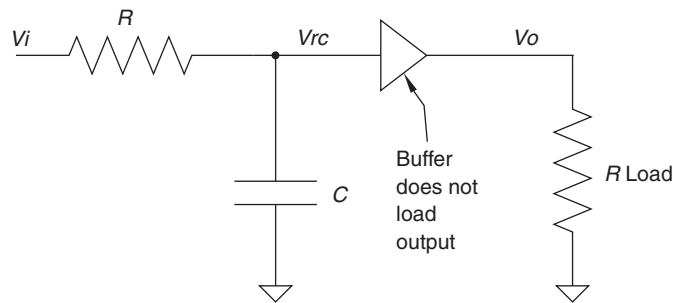 R
Vi
Vrc
Vo
Buffer
does not
load
output
R Load
C